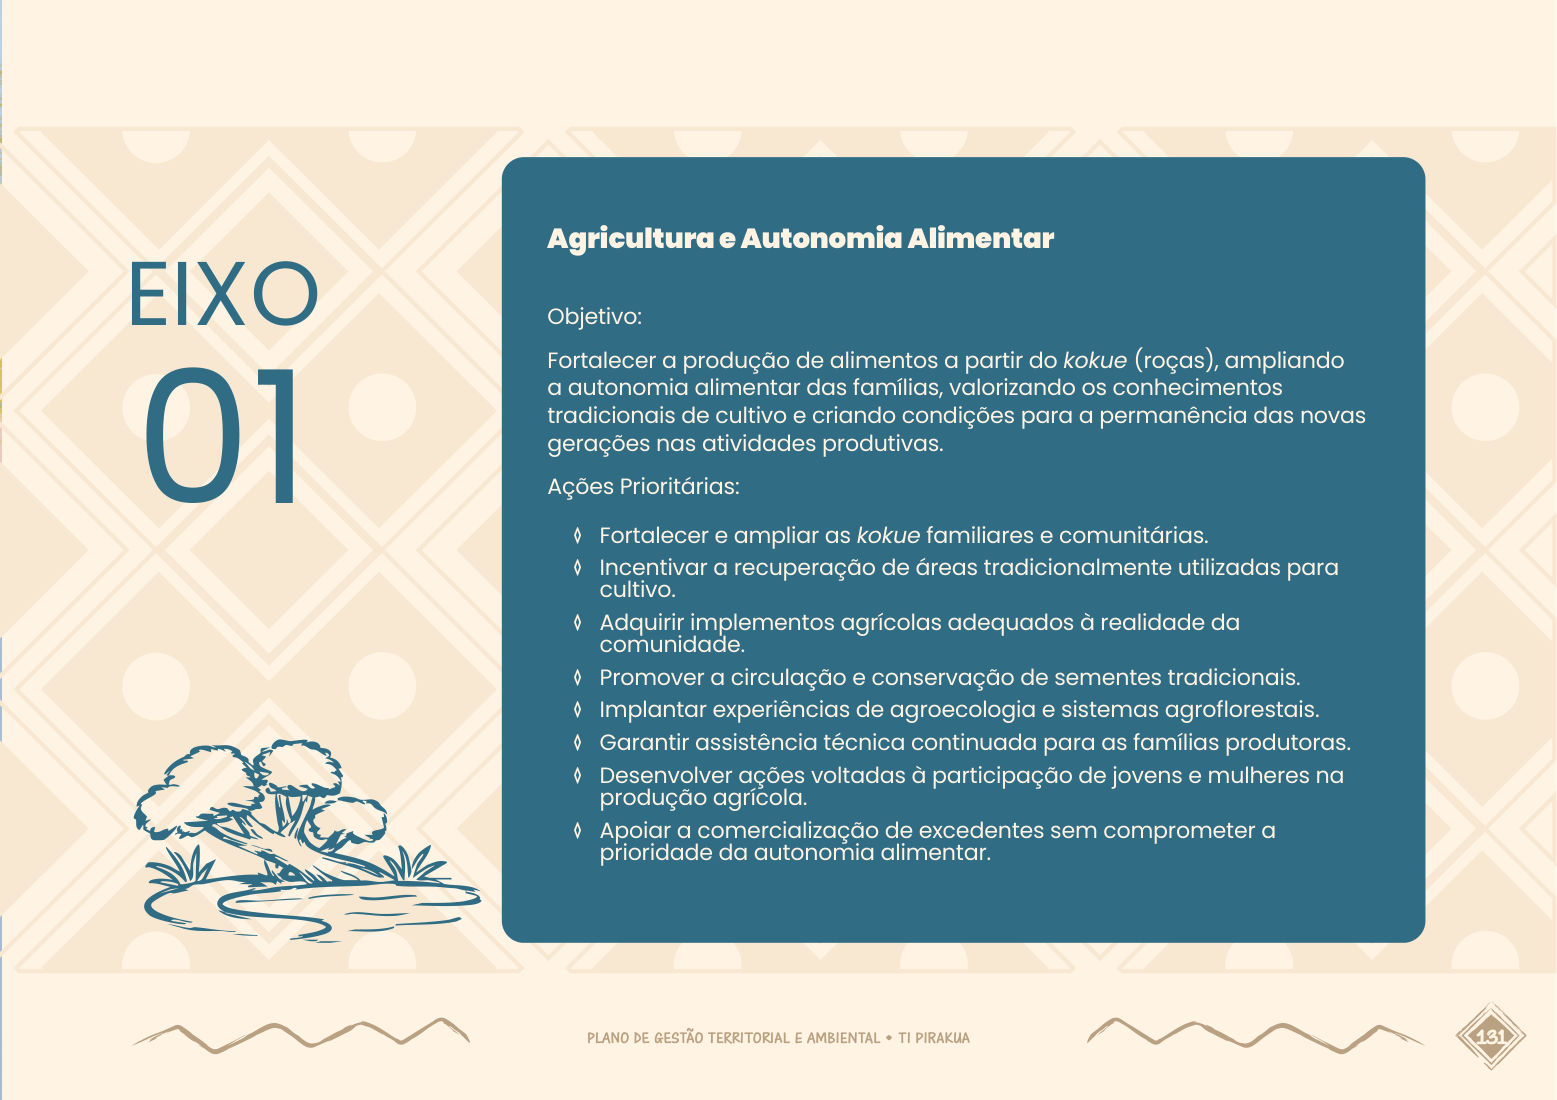 EIXO
01
Agricultura e Autonomia Alimentar
Objetivo:
Fortalecer a produção de alimentos a partir do kokue (roças), ampliando
a autonomia alimentar das famílias, valorizando os conhecimentos
tradicionais de cultivo e criando condições para a permanência das novas
gerações nas atividades produtivas.
Ações Prioritárias:
◊ Fortalecer e ampliar as kokue familiares e comunitárias.
◊ Incentivar a recuperação de áreas tradicionalmente utilizadas para
cultivo.
◊ Adquirir implementos agrícolas adequados à realidade da
comunidade.
◊ Promover a circulação e conservação de sementes tradicionais.
◊ Implantar experiências de agroecologia e sistemas agroflorestais.
◊ Garantir assistência técnica continuada para as famílias produtoras.
◊ Desenvolver ações voltadas à participação de jovens e mulheres na
produção agrícola.
◊ Apoiar a comercialização de excedentes sem comprometer a
prioridade da autonomia alimentar.
PLANO DE GESTÃO TERRITORIAL E AMBIENTAL • TI PIRAKUA
131